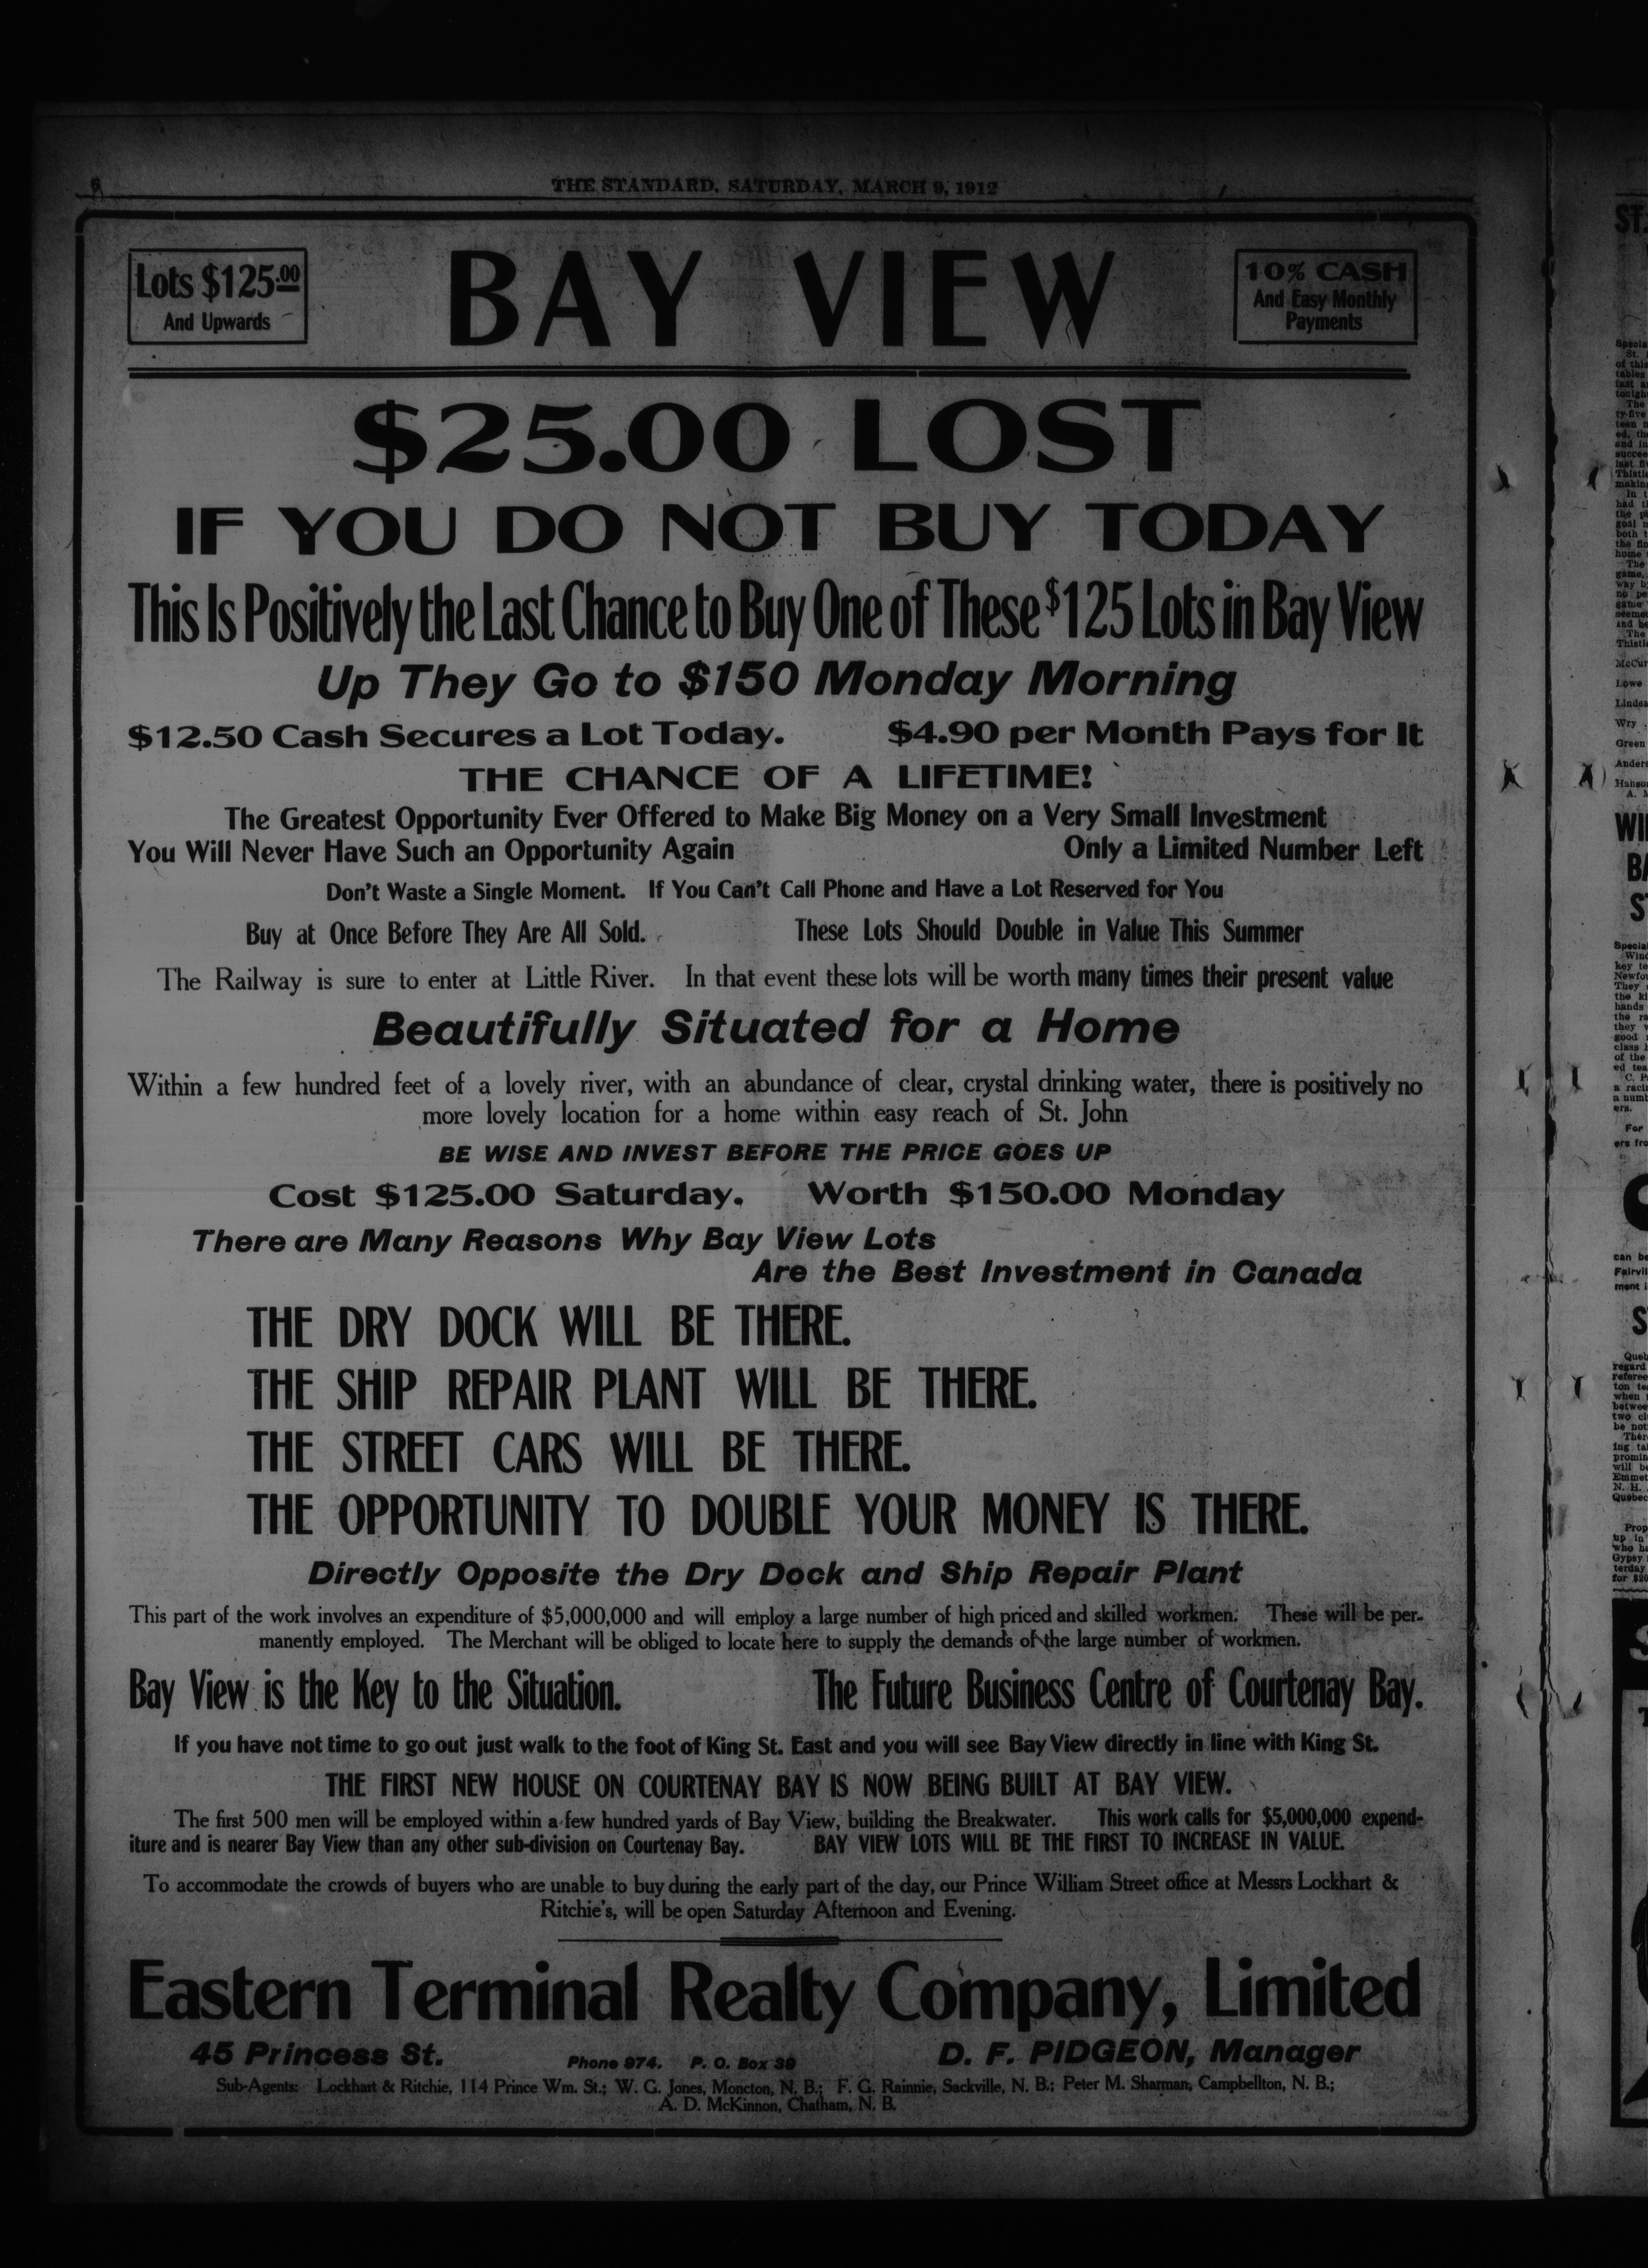 6
THE STANDARD, SATURDAY, MARCH 9, 1912
Lots $125.00
And Upwards
BAY VIEW
10% CASH
And Easy Monthly
Payments
$25.00 LOST
IF YOU DO NOT BUY TODAY
This Is Positively the Last Chance to Buy One of These $125 Lots in Bay View
Up They Go to $150 Monday Morning
$12.50 Cash Secures a Lot Today. $4.90 per Month Pays for It
THE CHANCE OF A LIFETIME!
The Greatest Opportunity Ever Offered to Make Big Money on a Very Small Investment
You Will Never Have Such an Opportunity Again Only a Limited Number Left
Don't Waste a Single Moment. If You Can't Call Phone and Have a Lot Reserved for You
Buy at Once Before They Are All Sold. These Lots Should Double in Value This Summer
The Railway is sure to enter at Little River. In that event these lots will be worth many times their present value
Beautifully Situated for a Home
Within a few hundred feet of a lovely river, with an abundance of clear, crystal drinking water, there is positively no
more lovely location for a home within easy reach of St. John
BE WISE AND INVEST BEFORE THE PRICE GOES UP
Cost $125.00 Saturday. Worth $150.00 Monday
There are Many Reasons Why Bay View Lots
Are the Best Investment in Canada
THE DRY DOCK WILL BE THERE.
THE SHIP REPAIR PLANT WILL BE THERE.
THE STREET CARS WILL BE THERE.
THE OPPORTUNITY TO DOUBLE YOUR MONEY IS THERE.
Directly Opposite the Dry Dock and Ship Repair Plant
This part of the work involves an expenditure of $5,000,000 and will employ a large number of high priced and skilled workmen. These will be per-
manently employed. The Merchant will be obliged to locate here to supply the demands of the large number of workmen.
Bay View is the Key to the Situation. The Future Business Centre of Courtenay Bay.
If you have not time to go out just walk to the foot of King St. East and you will see Bay View directly in line with King St.
THE FIRST NEW HOUSE ON COURTENAY BAY IS NOW BEING BUILT AT BAY VIEW.
The first 500 men will be employed within a few hundred yards of Bay View, building the Breakwater. This work calls for $5,000,000 expend-
iture and is nearer Bay View than any other sub-division on Courtenay Bay. BAY VIEW LOTS WILL BE THE FIRST TO INCREASE IN VALUE.
To accommodate the crowds of buyers who are unable to buy during the early part of the day, our Prince William Street office at Messrs Lockhart &
Ritchie's, will be open Saturday Afternoon and Evening.
Eastern Terminal Realty Company, Limited
45 Princess St. Phone 974. P. O. Box 39 D. F. PIDGEON, Manager
Sub-Agents: Lockhart & Ritchie, 114 Prince Wm. St.; W. G. Jones, Moncton, N. B.; F. G. Rainnie, Sackville, N. B.; Peter M. Sharman, Campbellton, N. B.;
A. D. McKinnon, Chatham, N. B.